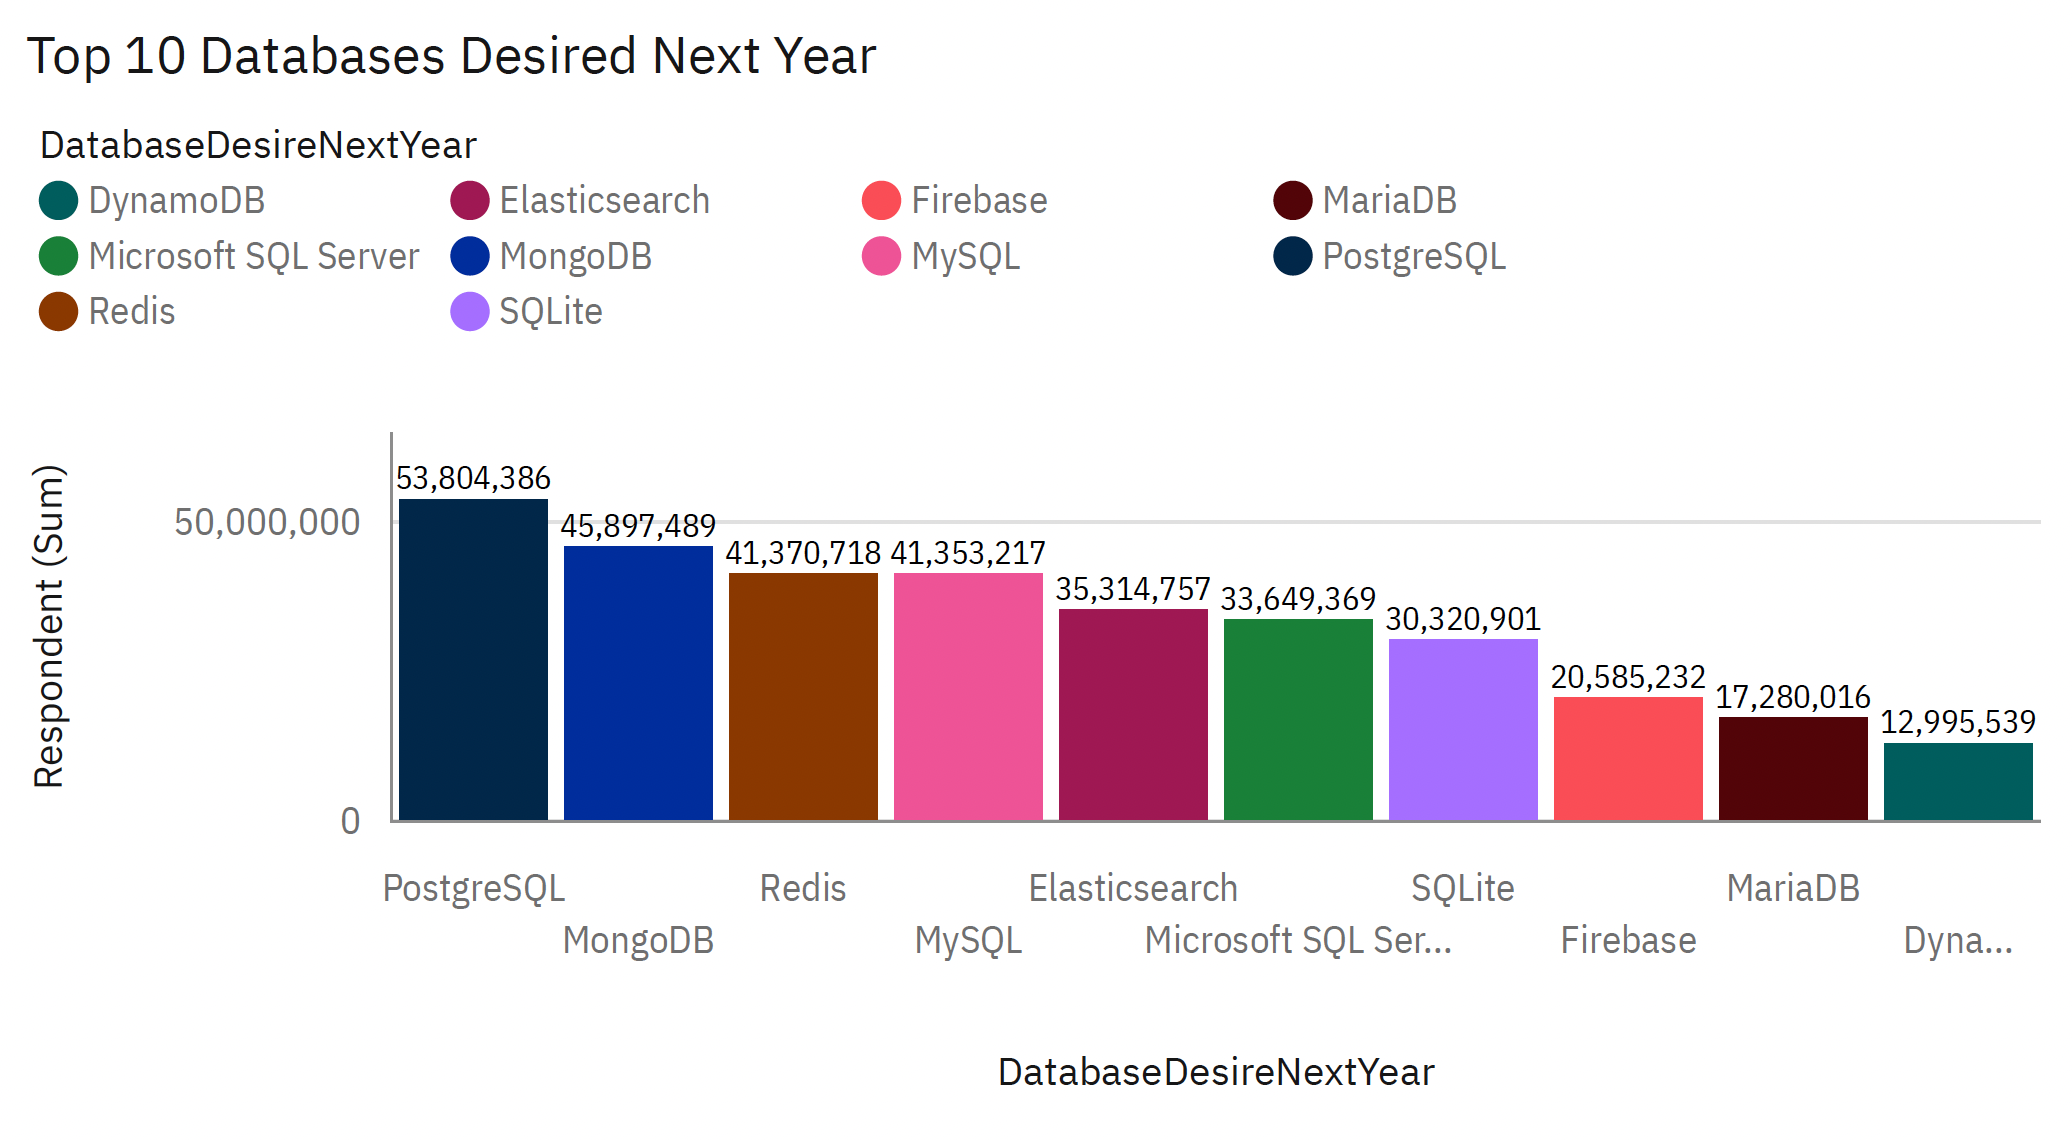 Top 10 Databases Desired Next Year
DatabaseDesireNextYear
DynamoDB Elasticsearch Firebase MariaDB
Microsoft SQL Server MongoDB MySQL PostgreSQL
Redis SQLite
Respondent (Sum)
50,000,000
0
53,804,386
45,897,489
41,370,718
41,353,217
35,314,757
33,649,369
30,320,901
20,585,232
17,280,016
12,995,539
PostgreSQL
MongoDB
Redis
MySQL
Elasticsearch
Microsoft SQL Ser...
SQLite
Firebase
MariaDB
Dyna...
DatabaseDesireNextYear